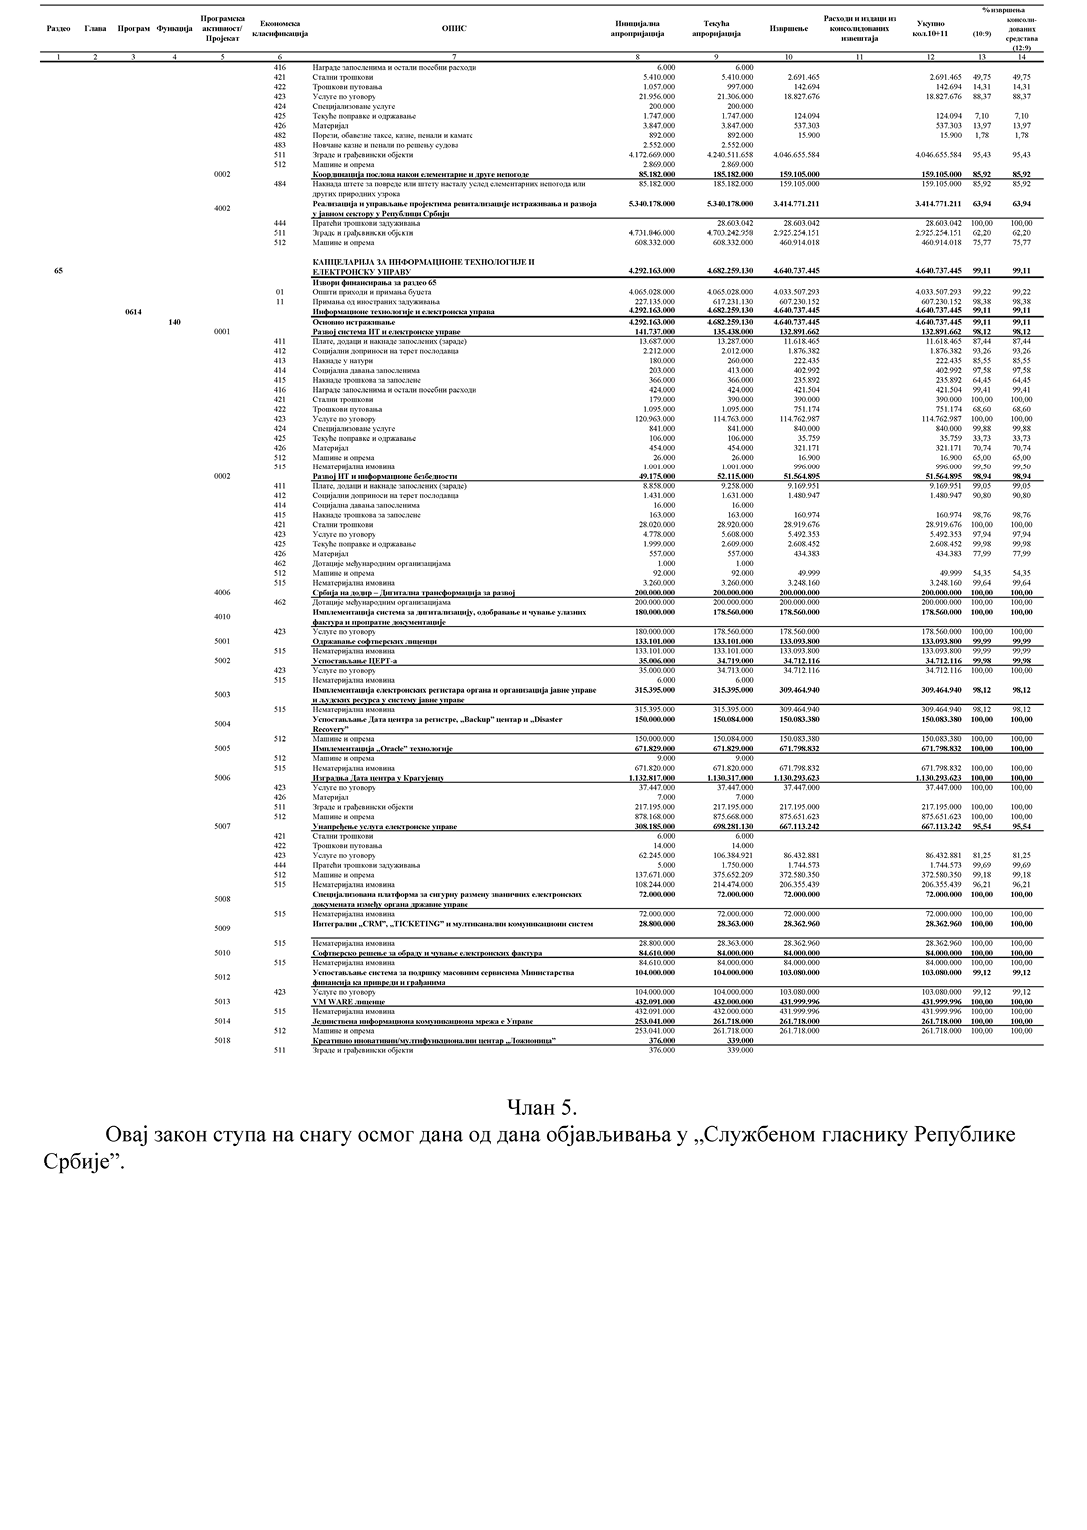 Раздео Глава Програм Функција Програмска активност/ Пројекат Економска класификација ОПИС Иницијална апропријација Текућа апроријација Извршење Расходи и издаци из консолидованих извештаја Укупно кол.10+11 % извршења (10:9) консоли-дованих средстава (12:9)
1 2 3 4 5 6 7 8 9 10 11 12 13 14
416 Награде запосленима и остали посебни расходи 6.000 6.000
421 Стални трошкови 5.410.000 5.410.000 2.691.465 2.691.465 49,75 49,75
422 Трошкови путовања 1.057.000 997.000 142.694 142.694 14,31 14,31
423 Услуге по уговору 21.956.000 21.306.000 18.827.676 18.827.676 88,37 88,37
424 Специјализоване услуге 200.000 200.000
425 Текуће поправке и одржавање 1.747.000 1.747.000 124.094 124.094 7,10 7,10
426 Материјал 3.847.000 3.847.000 537.303 537.303 13,97 13,97
482 Порези, обавезне таксе, казне, пенали и камате 892.000 892.000 15.900 15.900 1,78 1,78
483 Новчане казне и пенали по решењу судова 2.552.000 2.552.000
511 Зграде и грађевински објекти 4.172.669.000 4.240.511.658 4.046.655.584 4.046.655.584 95,43 95,43
512 Машине и опрема 2.869.000 2.869.000
0002 Координација послова након елементарне и друге непогоде 85.182.000 185.182.000 159.105.000 159.105.000 85,92 85,92
484 Накнада штете за повреде или штету насталу услед елементарних непогода или 85.182.000 185.182.000 159.105.000 159.105.000 85,92 85,92
других природних узрока
4002 Реализација и управљање пројектима ревитализације истраживања и развоја 5.340.178.000 5.340.178.000 3.414.771.211 3.414.771.211 63,94 63,94
у јавном сектору у Републици Србији
444 Пратећи трошкови задуживања 28.603.042 28.603.042 28.603.042 100,00 100,00
511 Зграде и грађевински објекти 4.731.846.000 4.703.242.958 2.925.254.151 2.925.254.151 62,20 62,20
512 Машине и опрема 608.332.000 608.332.000 460.914.018 460.914.018 75,77 75,77
КАНЦЕЛАРИЈА ЗА ИНФОРМАЦИОНЕ ТЕХНОЛОГИЈЕ И
65 ЕЛЕКТРОНСКУ УПРАВУ 4.292.163.000 4.682.259.130 4.640.737.445 4.640.737.445 99,11 99,11
Извори финансирања за раздео 65
01 Општи приходи и примања буџета 4.065.028.000 4.065.028.000 4.033.507.293 4.033.507.293 99,22 99,22
11 Примања од иностраних задуживања 227.135.000 617.231.130 607.230.152 607.230.152 98,38 98,38
0614 Информационе технологије и електронска управа 4.292.163.000 4.682.259.130 4.640.737.445 4.640.737.445 99,11 99,11
140 Основно истраживање 4.292.163.000 4.682.259.130 4.640.737.445 4.640.737.445 99,11 99,11
0001 Развој система ИТ и електронске управе 141.737.000 135.438.000 132.891.662 132.891.662 98,12 98,12
411 Плате, додаци и накнаде запослених (зараде) 13.687.000 13.287.000 11.618.465 11.618.465 87,44 87,44
412 Социјални доприноси на терет послодавца 2.212.000 2.012.000 1.876.382 1.876.382 93,26 93,26
413 Накнаде у натури 180.000 260.000 222.435 222.435 85,55 85,55
414 Социјална давања запосленима 203.000 413.000 402.992 402.992 97,58 97,58
415 Накнаде трошкова за запослене 366.000 366.000 235.892 235.892 64,45 64,45
416 Награде запосленима и остали посебни расходи 424.000 424.000 421.504 421.504 99,41 99,41
421 Стални трошкови 179.000 390.000 390.000 390.000 100,00 100,00
422 Трошкови путовања 1.095.000 1.095.000 751.174 751.174 68,60 68,60
423 Услуге по уговору 120.963.000 114.763.000 114.762.987 114.762.987 100,00 100,00
424 Специјализоване услуге 841.000 841.000 840.000 840.000 99,88 99,88
425 Текуће поправке и одржавање 106.000 106.000 35.759 35.759 33,73 33,73
426 Материјал 454.000 454.000 321.171 321.171 70,74 70,74
512 Машине и опрема 26.000 26.000 16.900 16.900 65,00 65,00
515 Нематеријална имовина 1.001.000 1.001.000 996.000 996.000 99,50 99,50
0002 Развој ИТ и информационе безбедности 49.175.000 52.115.000 51.564.895 51.564.895 98,94 98,94
411 Плате, додаци и накнаде запослених (зараде) 8.858.000 9.258.000 9.169.951 9.169.951 99,05 99,05
412 Социјални доприноси на терет послодавца 1.431.000 1.631.000 1.480.947 1.480.947 90,80 90,80
414 Социјална давања запосленима 16.000 16.000
415 Накнаде трошкова за запослене 163.000 163.000 160.974 160.974 98,76 98,76
421 Стални трошкови 28.020.000 28.920.000 28.919.676 28.919.676 100,00 100,00
423 Услуге по уговору 4.778.000 5.608.000 5.492.353 5.492.353 97,94 97,94
425 Текуће поправке и одржавање 1.999.000 2.609.000 2.608.452 2.608.452 99,98 99,98
426 Материјал 557.000 557.000 434.383 434.383 77,99 77,99
462 Дотације међународним организацијама 1.000 1.000
512 Машине и опрема 92.000 92.000 49.999 49.999 54,35 54,35
515 Нематеријална имовина 3.260.000 3.260.000 3.248.160 3.248.160 99,64 99,64
4006 Србија на додир – Дигитална трансформација за развој 200.000.000 200.000.000 200.000.000 200.000.000 100,00 100,00
462 Дотације међународним организацијама 200.000.000 200.000.000 200.000.000 200.000.000 100,00 100,00
4010 Имплементација система за дигитализацију, одобравање и чување улазних 180.000.000 178.560.000 178.560.000 178.560.000 100,00 100,00
фактура и пропратне документације
423 Услуге по уговору 180.000.000 178.560.000 178.560.000 178.560.000 100,00 100,00
5001 Одржавање софтверских лиценци 133.101.000 133.101.000 133.093.800 133.093.800 99,99 99,99
515 Нематеријална имовина 133.101.000 133.101.000 133.093.800 133.093.800 99,99 99,99
5002 Успостављање ЦЕРТ-а 35.006.000 34.719.000 34.712.116 34.712.116 99,98 99,98
423 Услуге по уговору 35.000.000 34.713.000 34.712.116 34.712.116 100,00 100,00
515 Нематеријална имовина 6.000 6.000
5003 Имплементација електронских регистара органа и организација јавне управе 315.395.000 315.395.000 309.464.940 309.464.940 98,12 98,12
и људских ресурса у систему јавне управе
515 Нематеријална имовина 315.395.000 315.395.000 309.464.940 309.464.940 98,12 98,12
5004 Успостављање Дата центра за регистре, „Backup” центар и „Disaster 150.000.000 150.084.000 150.083.380 150.083.380 100,00 100,00
Recovery”
512 Машине и опрема 150.000.000 150.084.000 150.083.380 150.083.380 100,00 100,00
5005 Имплементација „Oracle” технологије 671.829.000 671.829.000 671.798.832 671.798.832 100,00 100,00
512 Машине и опрема 9.000 9.000
515 Нематеријална имовина 671.820.000 671.820.000 671.798.832 671.798.832 100,00 100,00
5006 Изградња Дата центра у Крагујевцу 1.132.817.000 1.130.317.000 1.130.293.623 1.130.293.623 100,00 100,00
423 Услуге по уговору 37.447.000 37.447.000 37.447.000 37.447.000 100,00 100,00
426 Материјал 7.000 7.000
511 Зграде и грађевински објекти 217.195.000 217.195.000 217.195.000 217.195.000 100,00 100,00
512 Машине и опрема 878.168.000 875.668.000 875.651.623 875.651.623 100,00 100,00
5007 Унапређење услуга електронске управе 308.185.000 698.281.130 667.113.242 667.113.242 95,54 95,54
421 Стални трошкови 6.000 6.000
422 Трошкови путовања 14.000 14.000
423 Услуге по уговору 62.245.000 106.384.921 86.432.881 86.432.881 81,25 81,25
444 Пратећи трошкови задуживања 5.000 1.750.000 1.744.573 1.744.573 99,69 99,69
512 Машине и опрема 137.671.000 375.652.209 372.580.350 372.580.350 99,18 99,18
515 Нематеријална имовина 108.244.000 214.474.000 206.355.439 206.355.439 96,21 96,21
5008 Специјализована платформа за сигурну размену званичних електронских 72.000.000 72.000.000 72.000.000 72.000.000 100,00 100,00
докумената између органа државне управе
515 Нематеријална имовина 72.000.000 72.000.000 72.000.000 72.000.000 100,00 100,00
5009 Интегрални „CRM”, „TICKETING” и мултиканални комуникациони систем 28.800.000 28.363.000 28.362.960 28.362.960 100,00 100,00
515 Нематеријална имовина 28.800.000 28.363.000 28.362.960 28.362.960 100,00 100,00
5010 Софтверско решење за обраду и чување електронских фактура 84.610.000 84.000.000 84.000.000 84.000.000 100,00 100,00
515 Нематеријална имовина 84.610.000 84.000.000 84.000.000 84.000.000 100,00 100,00
5012 Успостављање система за подршку масовним сервисима Министарства 104.000.000 104.000.000 103.080.000 103.080.000 99,12 99,12
финансија ка привреди и грађанима
423 Услуге по уговору 104.000.000 104.000.000 103.080.000 103.080.000 99,12 99,12
5013 VM WARE лиценце 432.091.000 432.000.000 431.999.996 431.999.996 100,00 100,00
515 Нематеријална имовина 432.091.000 432.000.000 431.999.996 431.999.996 100,00 100,00
5014 Јединствена информациона комуникациона мрежа е Управе 253.041.000 261.718.000 261.718.000 261.718.000 100,00 100,00
512 Машине и опрема 253.041.000 261.718.000 261.718.000 261.718.000 100,00 100,00
5018 Креативно иновативни/мултифункционални центар „Ложионица” 376.000 339.000
511 Зграде и грађевински објекти 376.000 339.000
Члан 5.
Овај закон ступа на снагу осмог дана од дана објављивања у „Службеном гласнику Републике
Србије”.